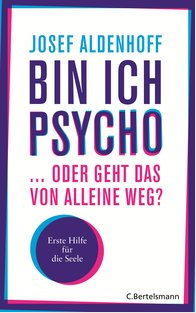 JOSEF ALDENHOFF
BIN ICH
PSYCHO
... ODER GEHT DAS
VON ALLEINE WEG?
Erste Hilfe
für
die Seele
C.Bertelsmann